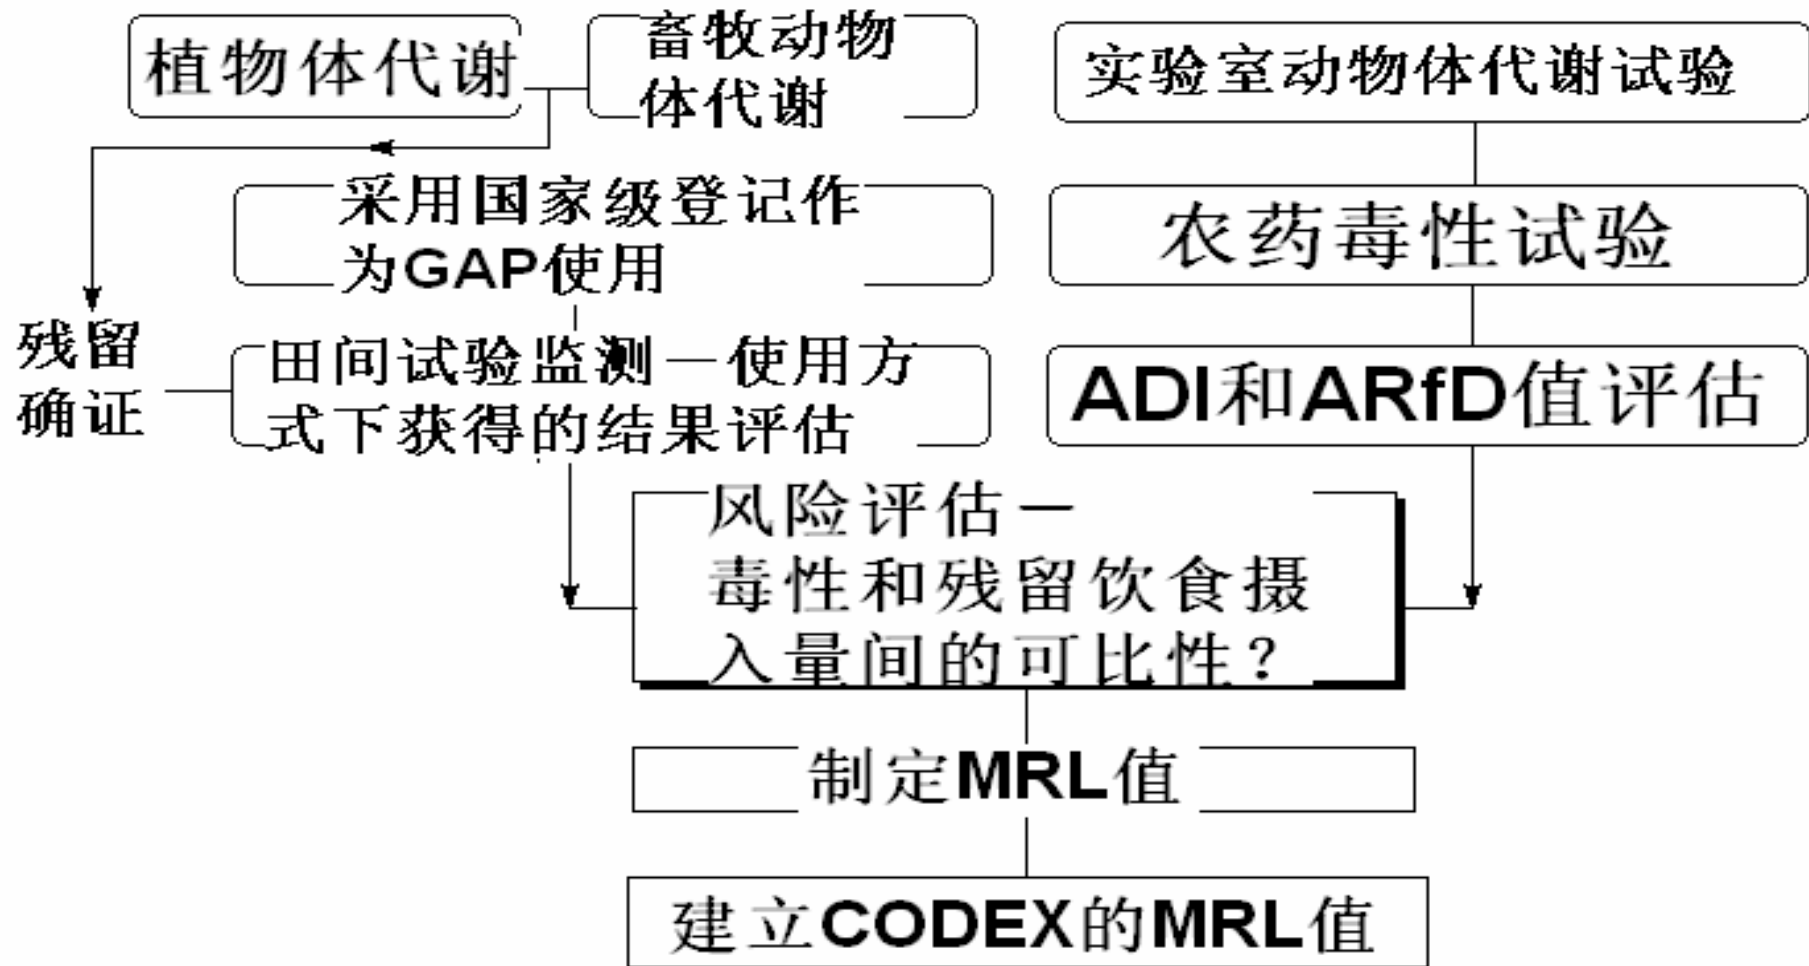 植物体代谢
畜牧动物
体代谢
实验室动物体代谢试验
采用国家级登记作
为GAP使用
农药毒性试验
残留
确证
田间试验监测－使用方
式下获得的结果评估
ADI和ARfD值评估
风险评估－
毒性和残留饮食摄
入量间的可比性？
制定MRL值
建立CODEX的MRL值